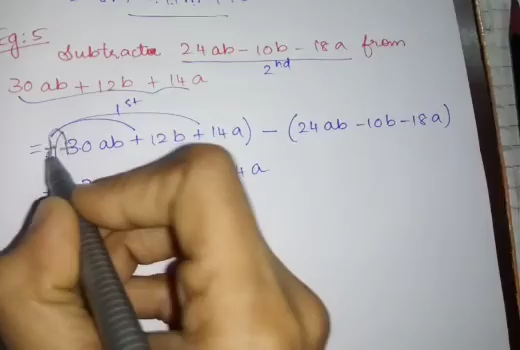 Eg:5 Subtract 24ab - 10b - 18a from
2nd
30ab + 12b + 14a
1st
= (30ab + 12b + 14a) - (24ab - 10b - 18a)
a